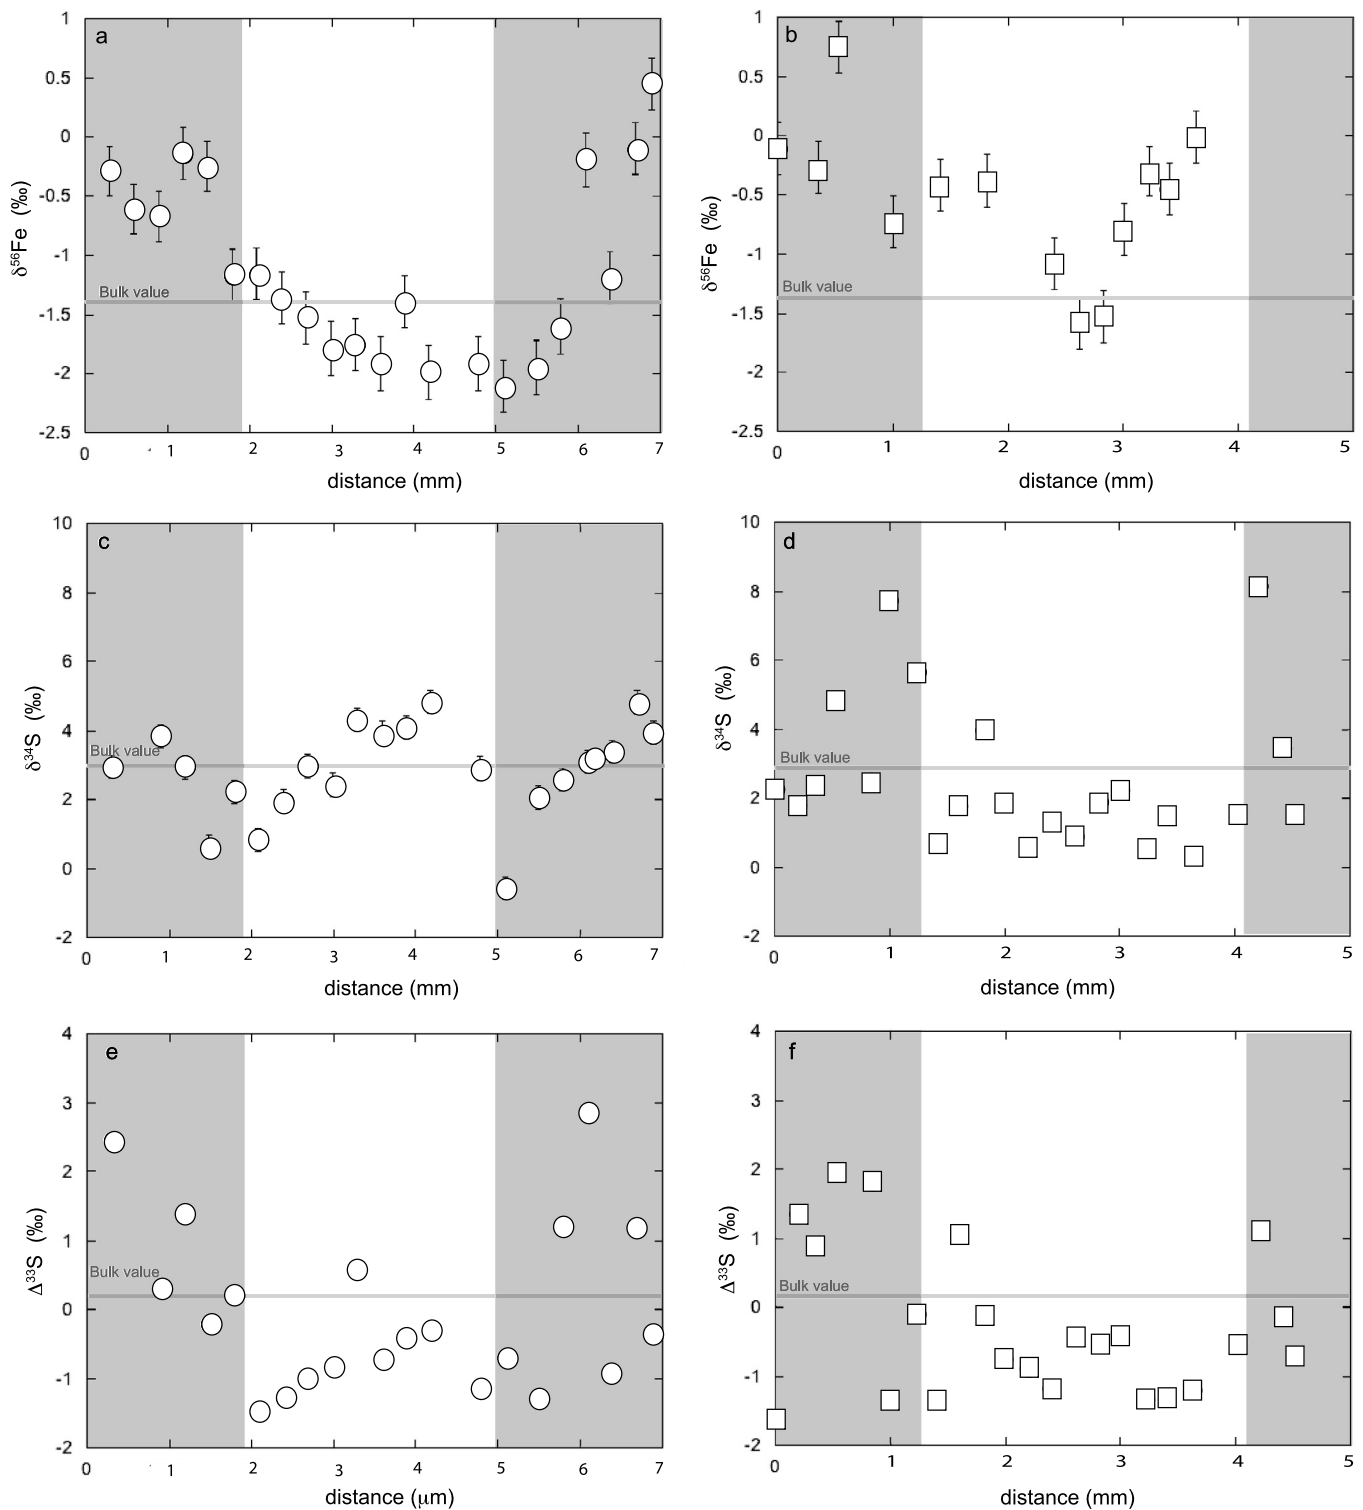 a
1
0.5
0
-0.5
-1
-1.5
-2
-2.5
δ⁵⁶Fe (‰)
Bulk value
0 1 2 3 4 5 6 7
distance (mm)
b
1
0.5
0
-0.5
-1
-1.5
-2
-2.5
δ⁵⁶Fe (‰)
Bulk value
0 1 2 3 4 5
distance (mm)
c
10
8
6
4
2
0
-2
δ³⁴S (‰)
Bulk value
0 1 2 3 4 5 6 7
distance (mm)
d
10
8
6
4
2
0
-2
δ³⁴S (‰)
0 1 2 3 4 5
distance (mm)
e
4
3
2
1
0
-1
-2
Δ³³S (‰)
Bulk value
0 1 2 3 4 5 6 7
distance (μm)
f
4
3
2
1
0
-1
-2
Δ³³S (‰)
Bulk value
0 1 2 3 4 5
distance (mm)